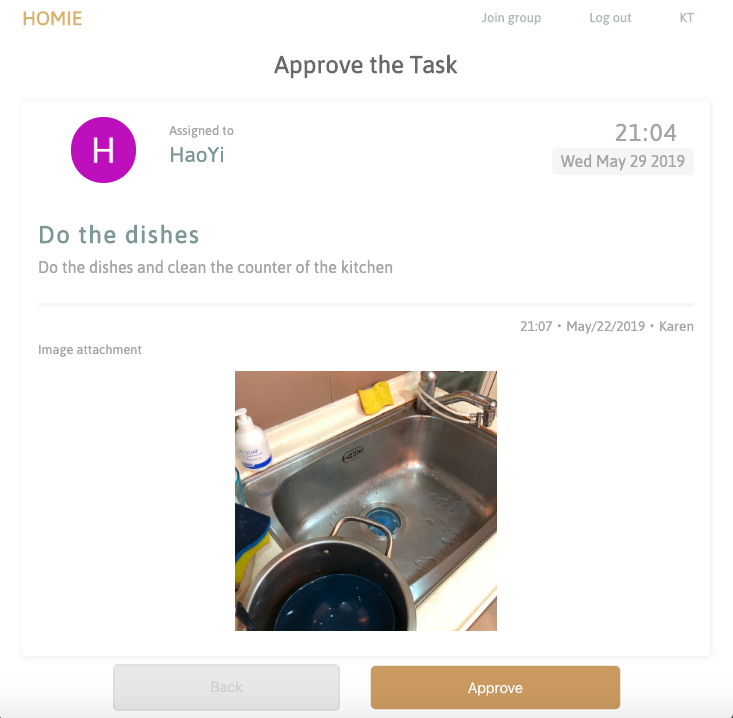 HOMIE
Join group
Log out
KT
Approve the Task
H
Assigned to
HaoYi
21:04
Wed May 29 2019
Do the dishes
Do the dishes and clean the counter of the kitchen
21:07 • May/22/2019 • Karen
Image attachment
SOAP
Back
Approve